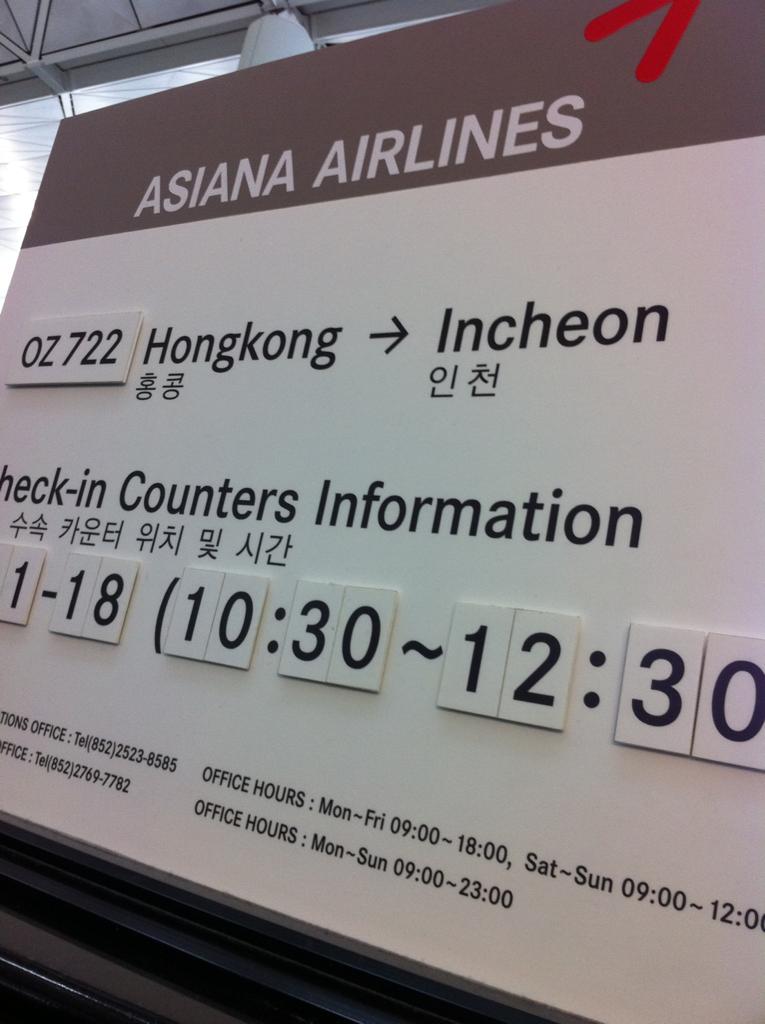 ASIANA AIRLINES
OZ 722 Hongkong → Incheon
홍콩 인천
heck-in Counters Information
수속 카운터 위치 및 시간
1-18 (10:30~12:30
TIONS OFFICE : Tel(852)2523-8585 OFFICE HOURS : Mon~Fri 09:00~18:00, Sat~Sun 09:00~12:00
FFICE : Tel(852)2769-7782 OFFICE HOURS : Mon~Sun 09:00~23:00